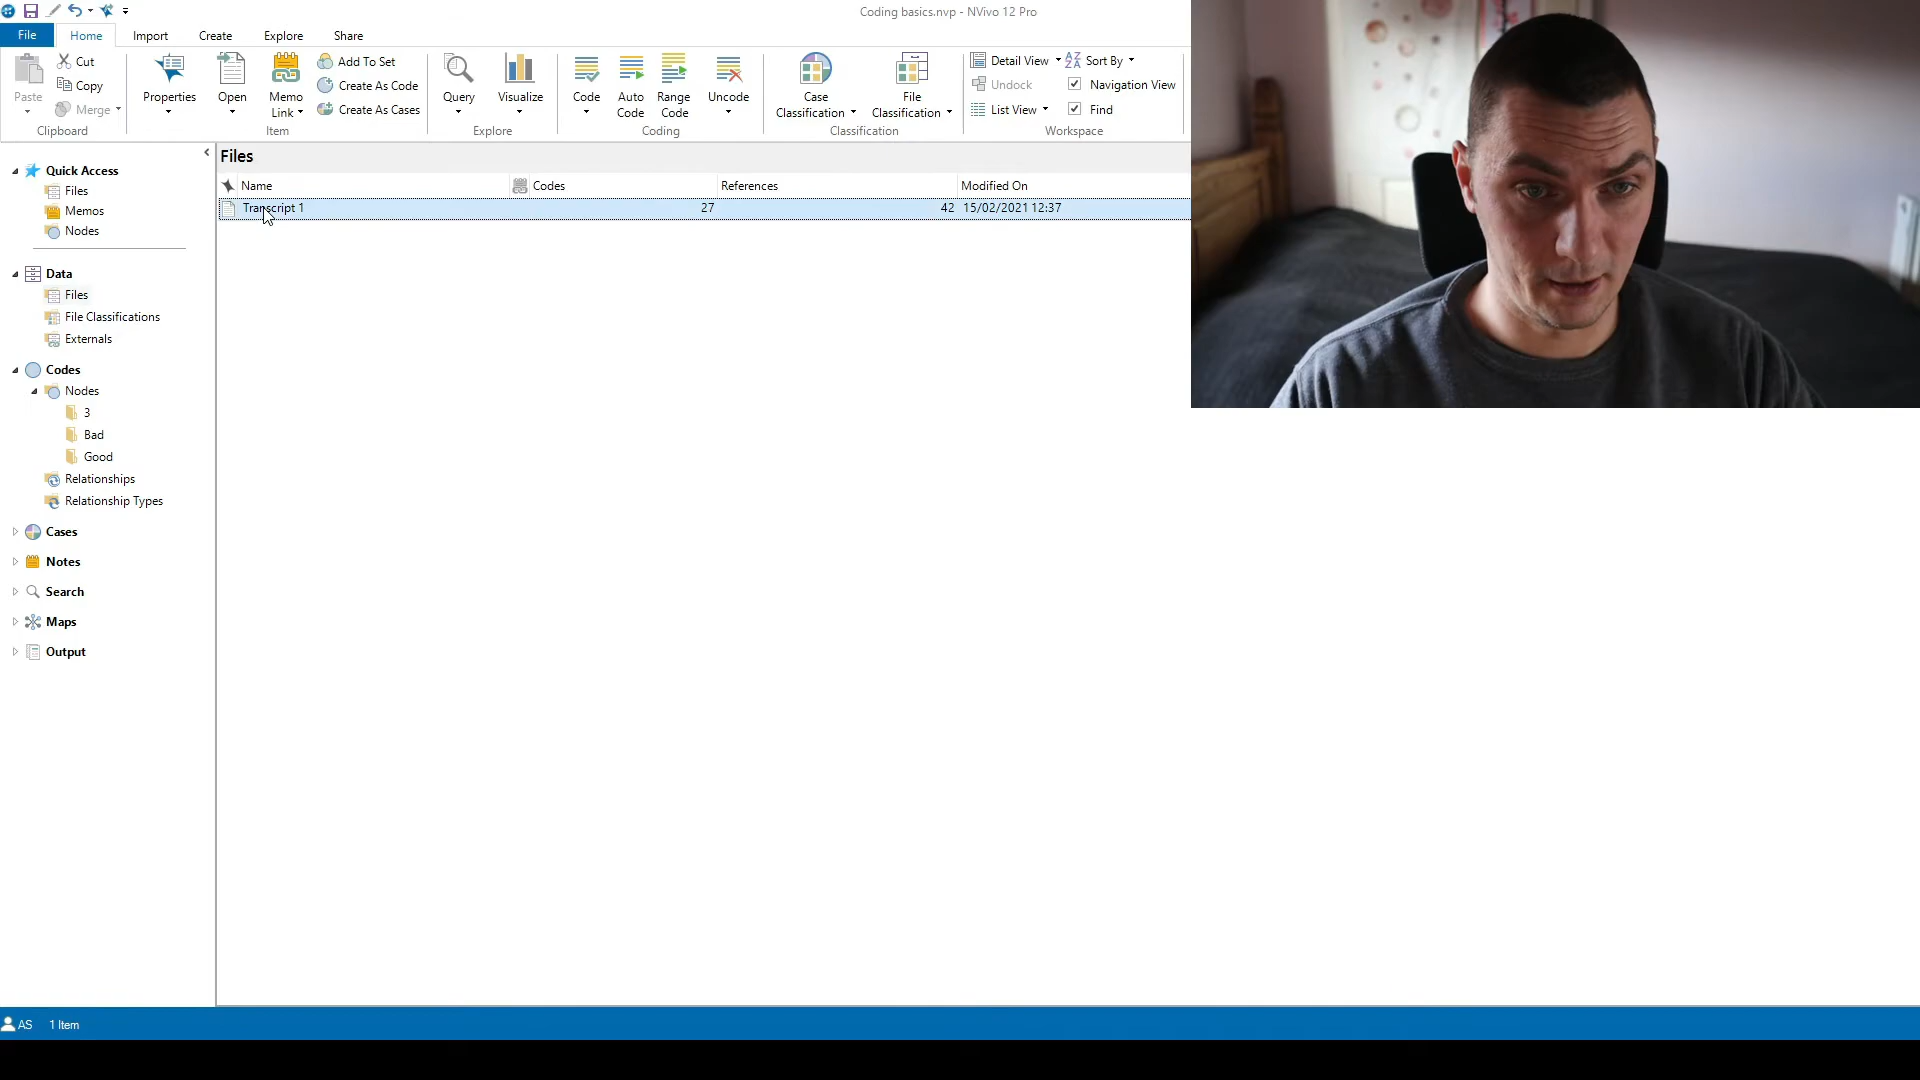 Coding basics.nvp - NVivo 12 Pro
File Home Import Create Explore Share
Paste
Cut
Copy
Merge
Clipboard
Properties
Open
Memo Link
Add To Set
Create As Code
Create As Cases
Item
Query
Visualize
Explore
Code
Auto Code
Range Code
Uncode
Coding
Case Classification
File Classification
Classification
Detail View
Sort By
Undock
Navigation View
List View
Find
Workspace
Quick Access
Files
Memos
Nodes
Data
Files
File Classifications
Externals
Codes
Nodes
3
Bad
Good
Relationships
Relationship Types
Cases
Notes
Search
Maps
Output
Files
Name Codes References Modified On
Transcript 1 27 42 15/02/2021 12:37
AS 1 Item